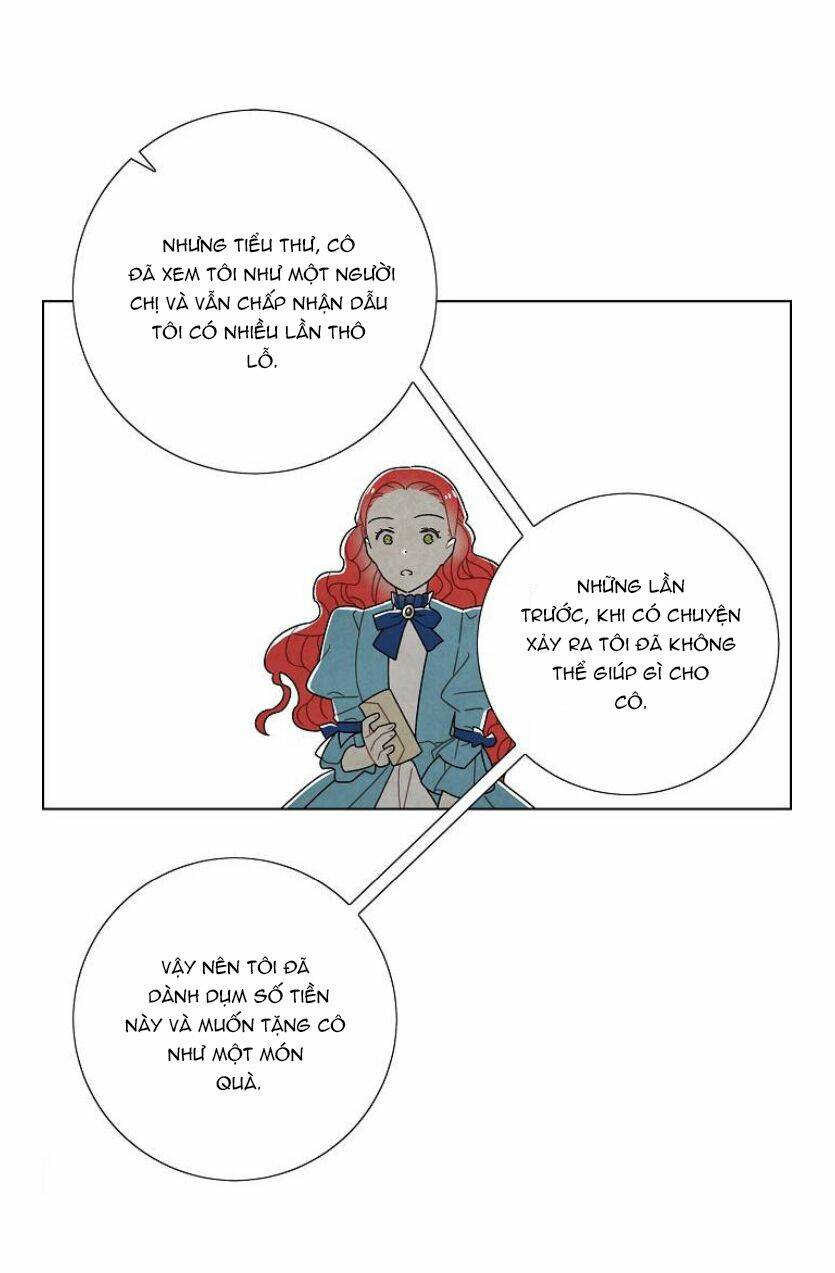 NHƯNG TIỂU THƯ, CÔ
ĐÃ XEM TÔI NHƯ MỘT NGƯỜI
CHỊ VÀ VẪN CHẤP NHẬN DẪU
TÔI CÓ NHIỀU LẦN THÔ
LỖ.
NHỮNG LẦN
TRƯỚC, KHI CÓ CHUYỆN
XẢY RA TÔI ĐÃ KHÔNG
THỂ GIÚP GÌ CHO
CÔ.
VẬY NÊN TÔI ĐÃ
DÀNH DỤM SỐ TIỀN
NÀY VÀ MUỐN TẶNG CÔ
NHƯ MỘT MÓN
QUÀ.